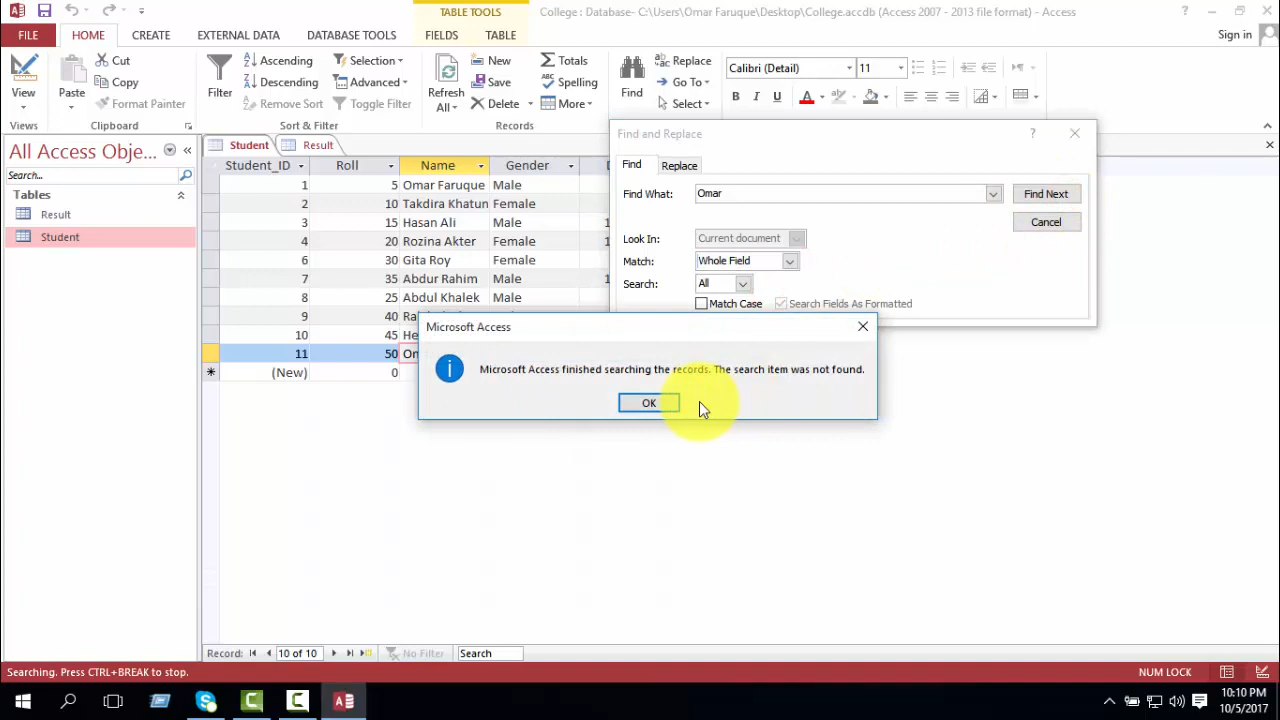 TABLE TOOLS
College : Database- C:\Users\Omar Faruque\Desktop\College.accdb (Access 2007 - 2013 file format) - Access
FILE HOME CREATE EXTERNAL DATA DATABASE TOOLS FIELDS TABLE Sign in
View Paste Cut Copy Format Painter
Filter Ascending Descending Remove Sort Selection Advanced Toggle Filter
Refresh All New Save Delete Totals Spelling More
Find Replace Go To Select
Calibri (Detail) 11
B I U A
Views Clipboard Sort & Filter Records
All Access Obje...
Search...
Tables
Result
Student
Student Result
Student_ID Roll Name Gender D
1 5 Omar Faruque Male
2 10 Takdira Khatun Female
3 15 Hasan Ali Male 1
4 20 Rozina Akter Female 1
6 30 Gita Roy Female
7 35 Abdur Rahim Male 1
8 25 Abdul Khalek Male
9 40
10 45 He
11 50
(New) 0
Find and Replace
Find Replace
Find What: Omar Find Next
Cancel
Look In: Current document
Match: Whole Field
Search: All
Match Case Search Fields As Formatted
Microsoft Access
Microsoft Access finished searching the records. The search item was not found.
OK
Record: 10 of 10 No Filter Search
Searching. Press CTRL+BREAK to stop. NUM LOCK
10:10 PM
10/5/2017